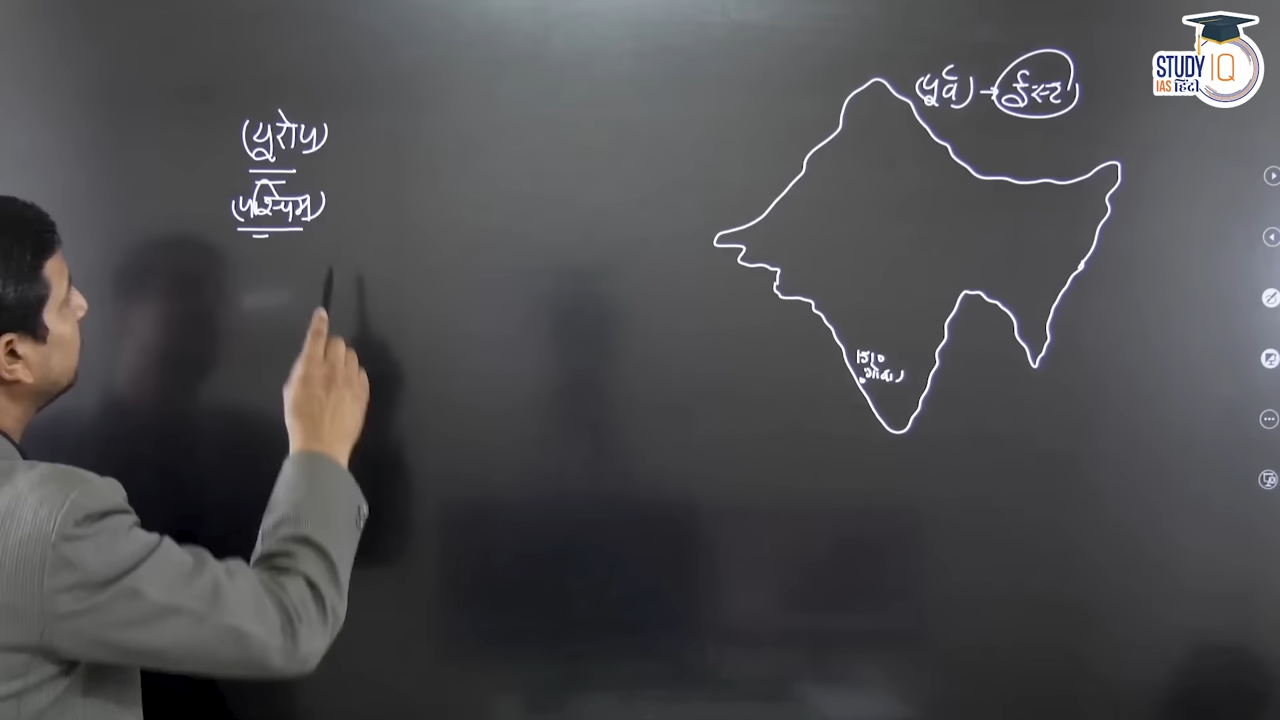 (यूरोप)
(पश्चिम)
(पूर्व) → ईस्ट
1510
गोवा
STUDY IQ
IAS हिंदी